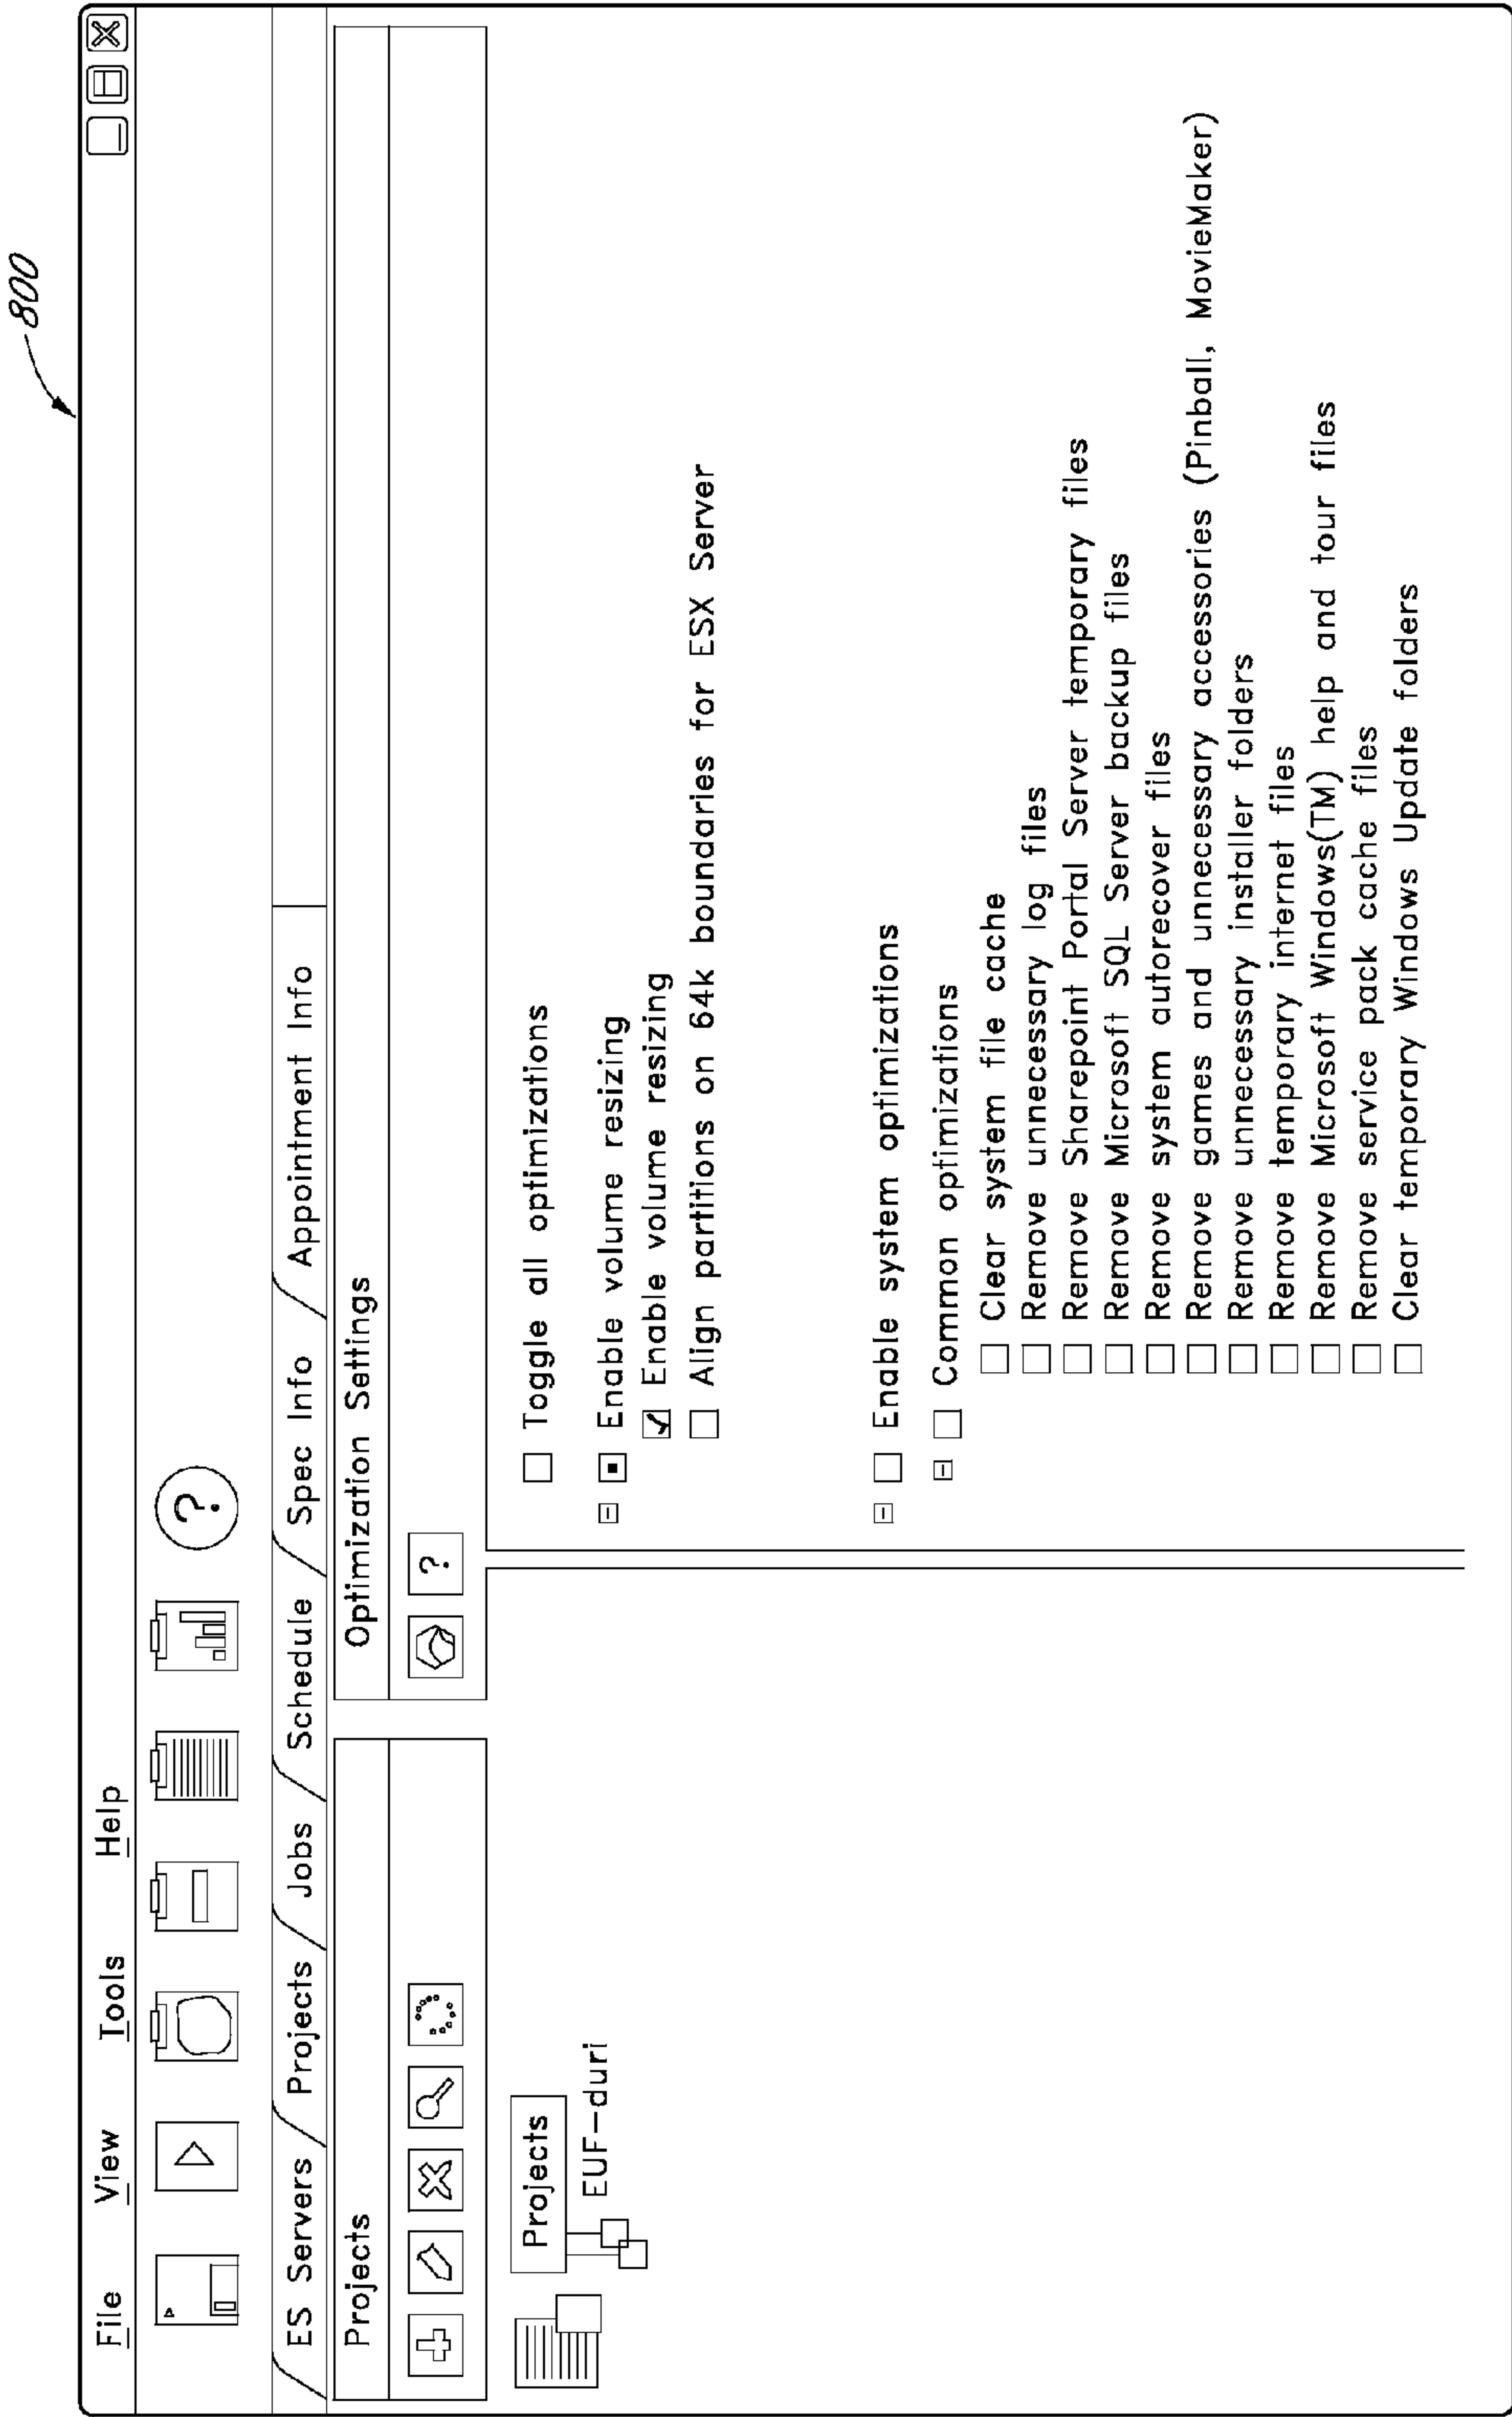 800
File View Tools Help
?
ES Servers Projects Jobs Schedule Spec Info Appointment Info
Projects
Optimization Settings
?
Projects
EUF-duri
Toggle all optimizations
Enable volume resizing
Enable volume resizing
Align partitions on 64k boundaries for ESX Server
Enable system optimizations
Common optimizations
Clear system file cache
Remove unnecessary log files
Remove Sharepoint Portal Server temporary files
Remove Microsoft SQL Server backup files
Remove system autorecover files
Remove games and unnecessary accessories (Pinball, MovieMaker)
Remove unnecessary installer folders
Remove temporary internet files
Remove Microsoft Windows(TM) help and tour files
Remove service pack cache files
Clear temporary Windows Update folders